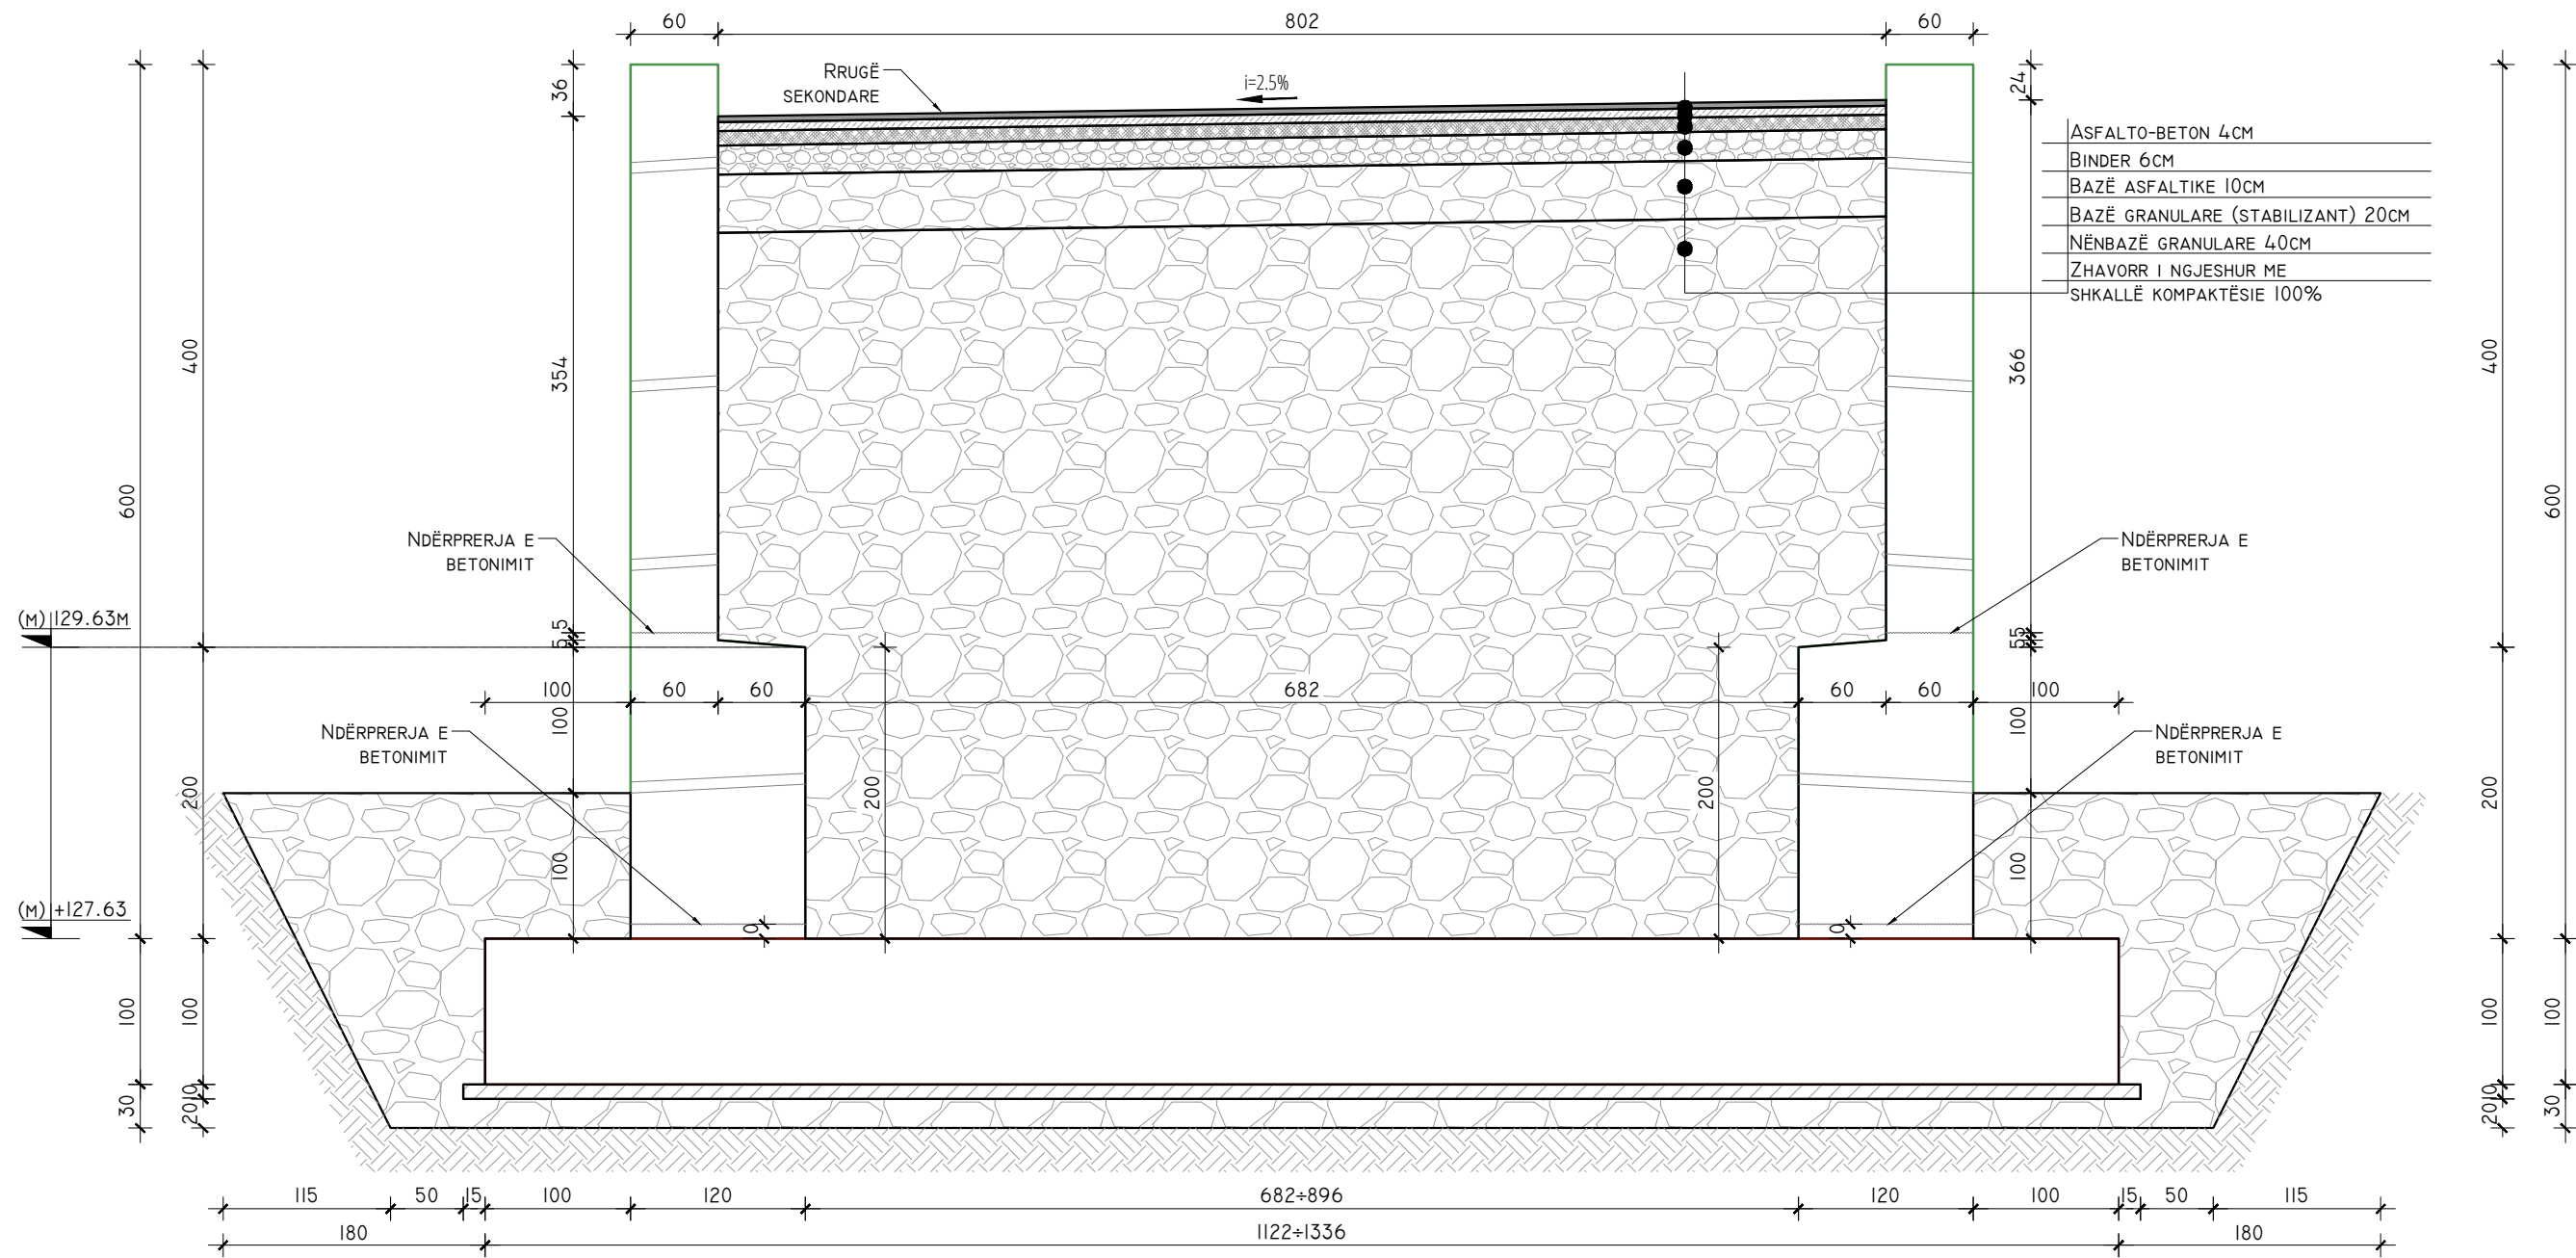 60
802
60
RRUGË
SEKONDARE
i=2.5%
36
24
ASFALTO-BETON 4CM
BINDER 6CM
BAZË ASFALTIKE 10CM
BAZË GRANULARE (STABILIZANT) 20CM
NËNBAZË GRANULARE 40CM
ZHAVORR I NGJESHUR ME
SHKALLË KOMPAKTËSIE 100%
400
354
366
400
600
600
NDËRPRERJA E
BETONIMIT
NDËRPRERJA E
BETONIMIT
(M) 129.63M
5
5
5
5
100
60
60
682
60
60
100
100
100
NDËRPRERJA E
BETONIMIT
NDËRPRERJA E
BETONIMIT
200
200
200
200
100
100
(M) +127.63
100
100
100
100
30
20
10
20
10
30
115
50
15
100
120
682÷896
120
100
15
50
115
180
1122÷1336
180